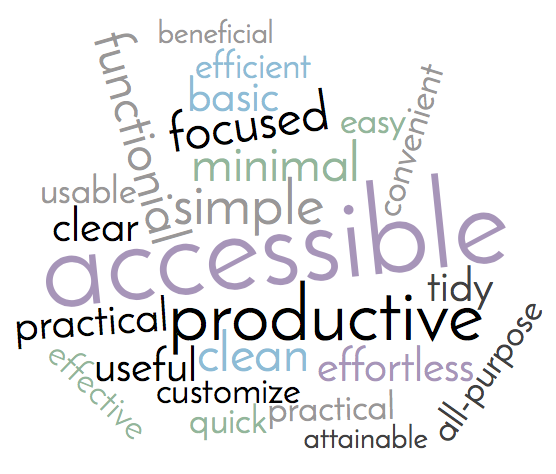 beneficial
functionial
efficient
basic
focused
easy
convenient
minimal
usable
simple
clear
accessible
tidy
practical
productive
all-purpose
effective
useful
clean
effortless
customize
quick
practical
attainable